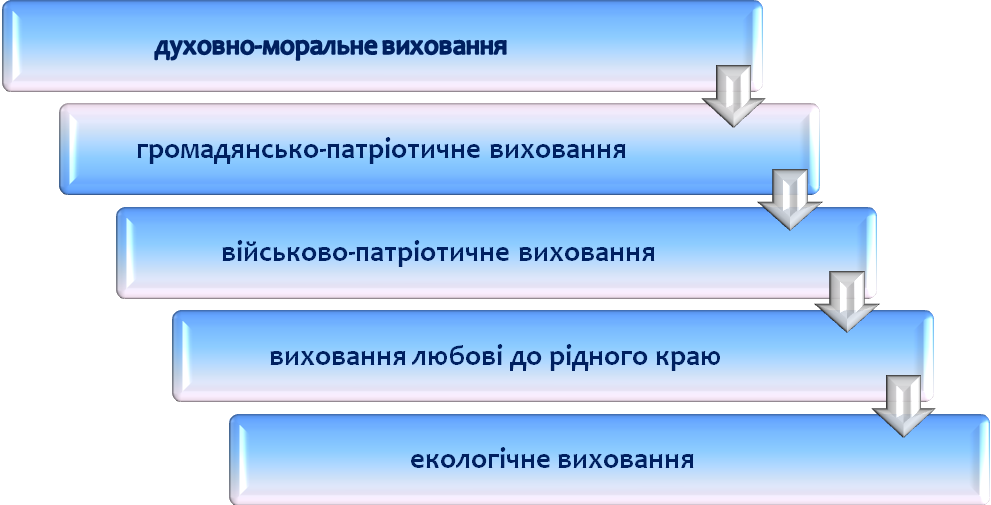 духовно-моральне виховання
громадянсько-патріотичне виховання
військово-патріотичне виховання
виховання любові до рідного краю
екологічне виховання